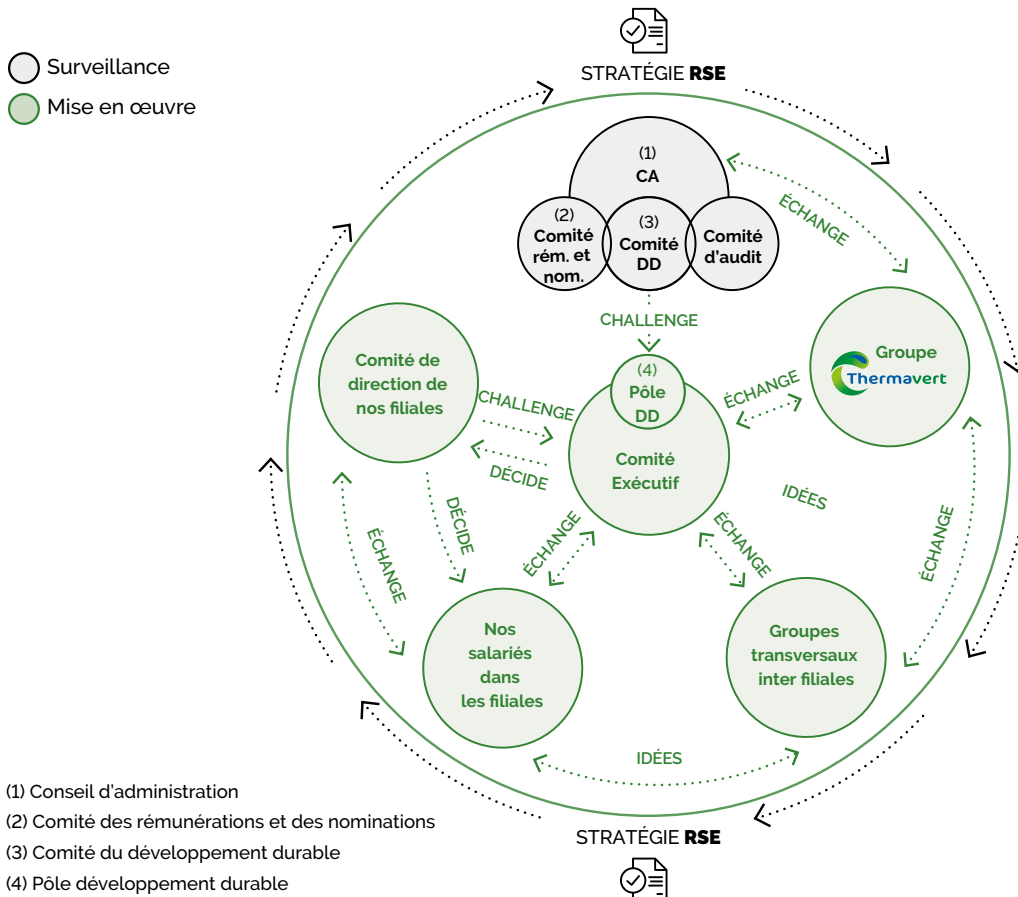 STRATÉGIE RSE
Surveillance
Mise en œuvre
(1)
CA
(2)
Comité
rém. et
nom.
(3)
Comité
DD
Comité
d'audit
ÉCHANGE
CHALLENGE
Comité de
direction de
nos filiales
(4)
Pôle
DD
Comité
Exécutif
Groupe
Thermavert
CHALLENGE
DÉCIDE
ÉCHANGE
IDÉES
DÉCIDE
ÉCHANGE
ÉCHANGE
ÉCHANGE
ÉCHANGE
Nos
salariés
dans
les filiales
Groupes
transversaux
inter filiales
IDÉES
STRATÉGIE RSE
(1) Conseil d'administration
(2) Comité des rémunérations et des nominations
(3) Comité du développement durable
(4) Pôle développement durable